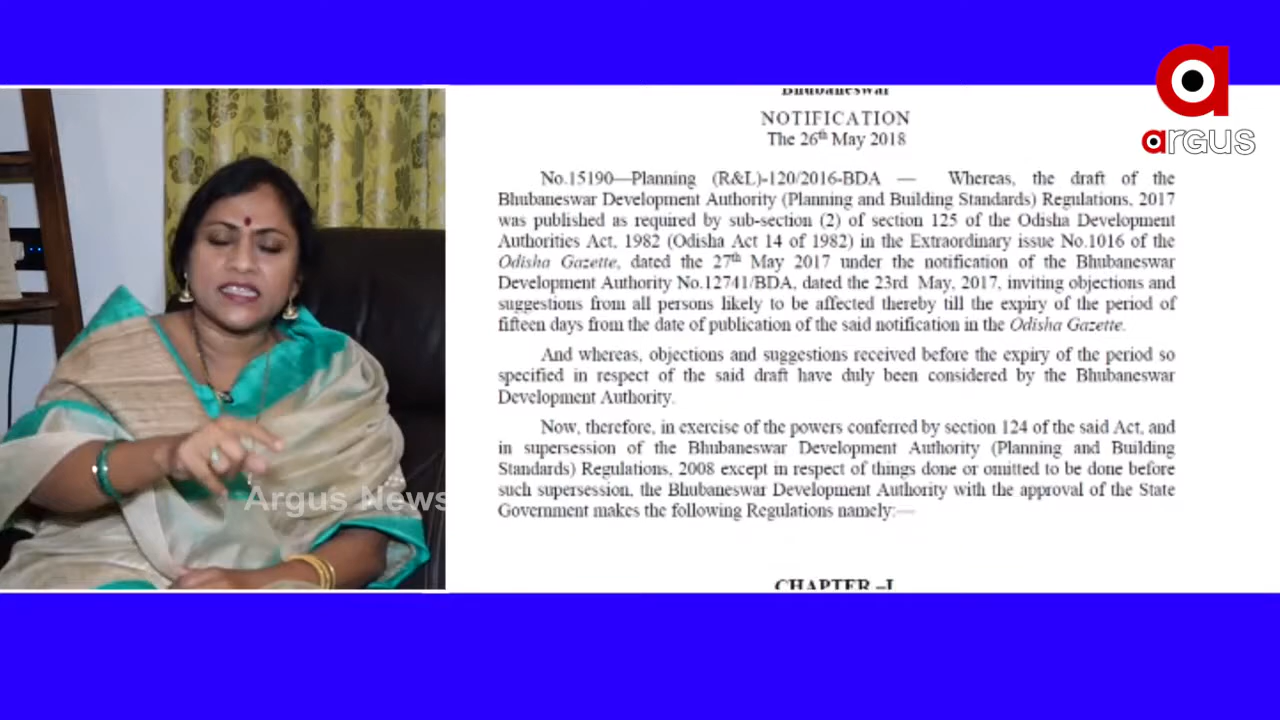 Bhubaneswar
NOTIFICATION
The 26th May 2018
argus
No.15190—Planning (R&L)-120/2016-BDA — Whereas, the draft of the
Bhubaneswar Development Authority (Planning and Building Standards) Regulations, 2017
was published as required by sub-section (2) of section 125 of the Odisha Development
Authorities Act, 1982 (Odisha Act 14 of 1982) in the Extraordinary issue No.1016 of the
Odisha Gazette, dated the 27th May 2017 under the notification of the Bhubaneswar
Development Authority No.12741/BDA, dated the 23rd May, 2017, inviting objections and
suggestions from all persons likely to be affected thereby till the expiry of the period of
fifteen days from the date of publication of the said notification in the Odisha Gazette.
And whereas, objections and suggestions received before the expiry of the period so
specified in respect of the said draft have duly been considered by the Bhubaneswar
Development Authority.
Now, therefore, in exercise of the powers conferred by section 124 of the said Act, and
in supersession of the Bhubaneswar Development Authority (Planning and Building
Standards) Regulations, 2008 except in respect of things done or omitted to be done before
such supersession, the Bhubaneswar Development Authority with the approval of the State
Government makes the following Regulations namely:—
Argus News
CHAPTER –I